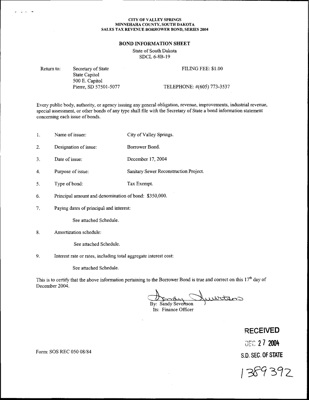 CITY OF VALLEY SPRINGS
MINNEHAHA COUNTY, SOUTH DAKOTA
SALES TAX REVENUE BORROWER BOND, SERIES 2004
BOND INFORMATION SHEET
State of South Dakota
SDCL 6-8B-19
Return to: Secretary of State FILING FEE: $1.00
State Capitol
500 E. Capitol
Pierre, SD 57501-5077 TELEPHONE: #(605) 773-3537
Every public body, authority, or agency issuing any general obligation, revenue, improvements, industrial revenue,
special assessment, or other bonds of any type shall file with the Secretary of State a bond information statement
concerning each issue of bonds.
1. Name of issuer: City of Valley Springs.
2. Designation of issue: Borrower Bond.
3. Date of issue: December 17, 2004
4. Purpose of issue: Sanitary Sewer Reconstruction Project.
5. Type of bond: Tax Exempt.
6. Principal amount and denomination of bond: $350,000.
7. Paying dates of principal and interest:
See attached Schedule.
8. Amortization schedule:
See attached Schedule.
9. Interest rate or rates, including total aggregate interest cost:
See attached Schedule.
This is to certify that the above information pertaining to the Borrower Bond is true and correct on this 17th day of
December 2004.
By: Sandy Severtson
Its: Finance Officer
RECEIVED
DEC 27 2004
S.D. SEC. OF STATE
Form: SOS REC 050 08/84
1389392